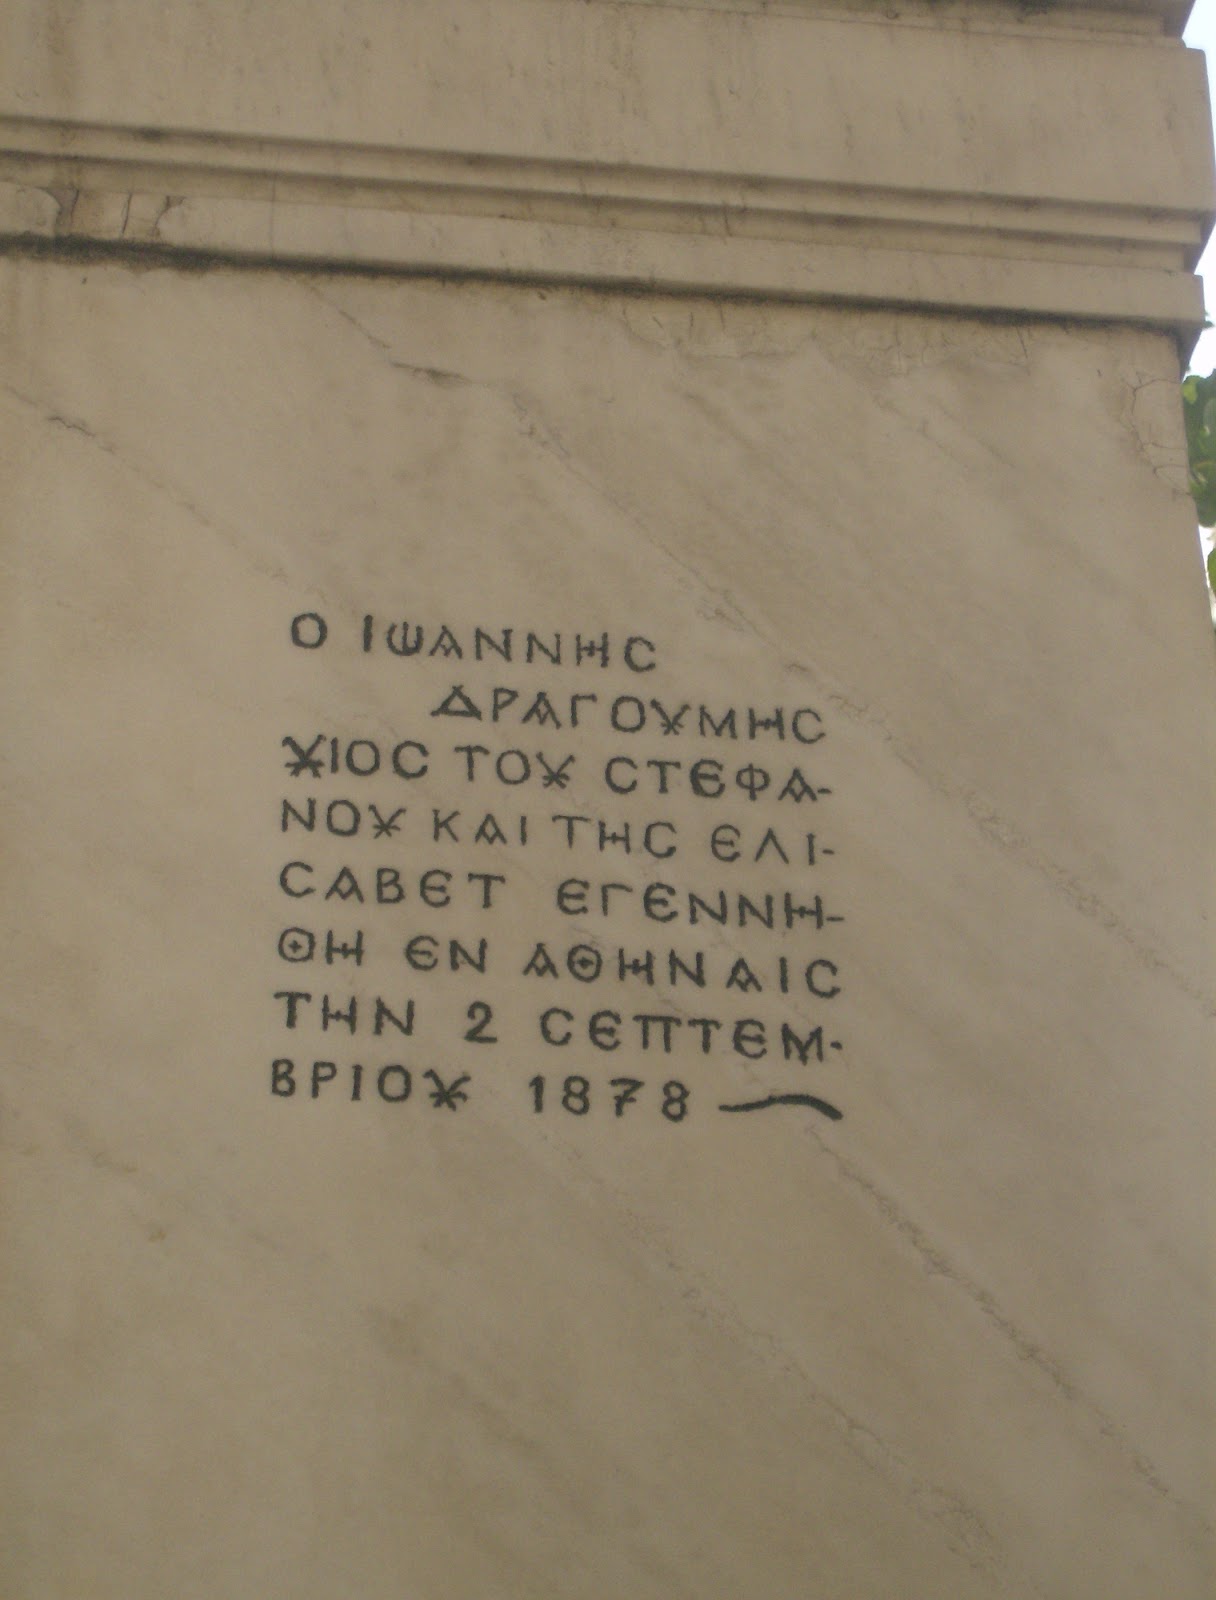 Ο ΙΩΑΝΝΗϹ
ΔΡΑΓΟΥΜΗϹ
ΥΙΟϹ ΤΟΥ ϹΤΕΦΑ-
ΝΟΥ ΚΑΙ ΤΗϹ ΕΛΙ-
ϹΑΒΕΤ ΕΓΕΝΝΗ-
ΘΗ ΕΝ ΑΘΗΝΑΙϹ
ΤΗΝ 2 ϹΕΠΤΕΜ-
ΒΡΙΟΥ 1878